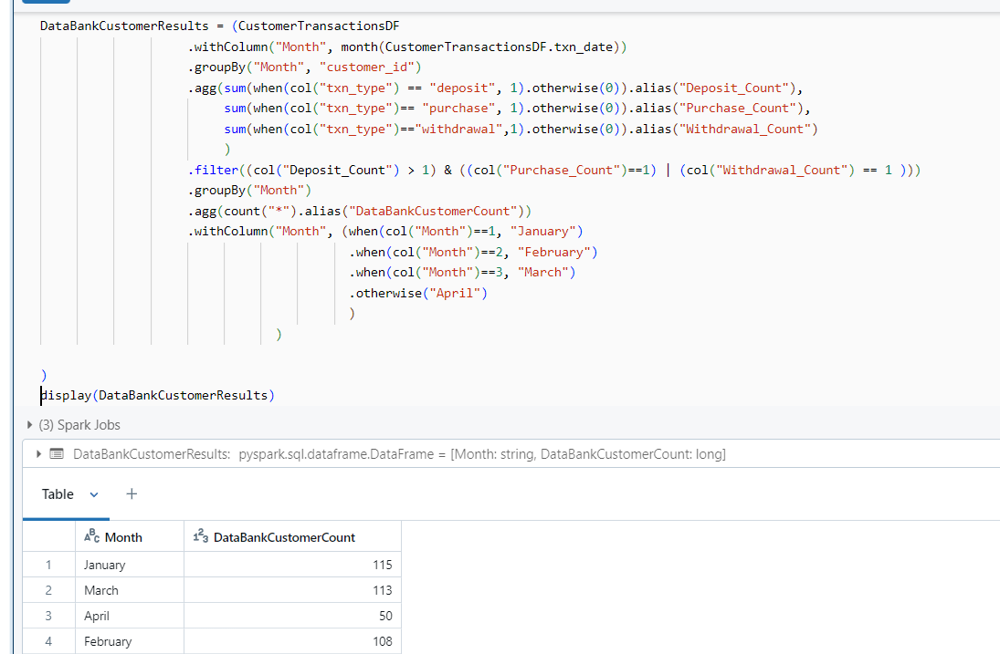 DataBankCustomerResults = (CustomerTransactionsDF
.withColumn("Month", month(CustomerTransactionsDF.txn_date))
.groupBy("Month", "customer_id")
.agg(sum(when(col("txn_type") == "deposit", 1).otherwise(0)).alias("Deposit_Count"),
sum(when(col("txn_type")== "purchase", 1).otherwise(0)).alias("Purchase_Count"),
sum(when(col("txn_type")=="withdrawal",1).otherwise(0)).alias("Withdrawal_Count")
)
.filter((col("Deposit_Count") > 1) & ((col("Purchase_Count")==1) | (col("Withdrawal_Count") == 1 )))
.groupBy("Month")
.agg(count("*").alias("DataBankCustomerCount"))
.withColumn("Month", (when(col("Month")==1, "January")
.when(col("Month")==2, "February")
.when(col("Month")==3, "March")
.otherwise("April")
)
)
)
display(DataBankCustomerResults)
(3) Spark Jobs
DataBankCustomerResults: pyspark.sql.dataframe.DataFrame = [Month: string, DataBankCustomerCount: long]
Table +
ABC Month 123 DataBankCustomerCount
1 January 115
2 March 113
3 April 50
4 February 108